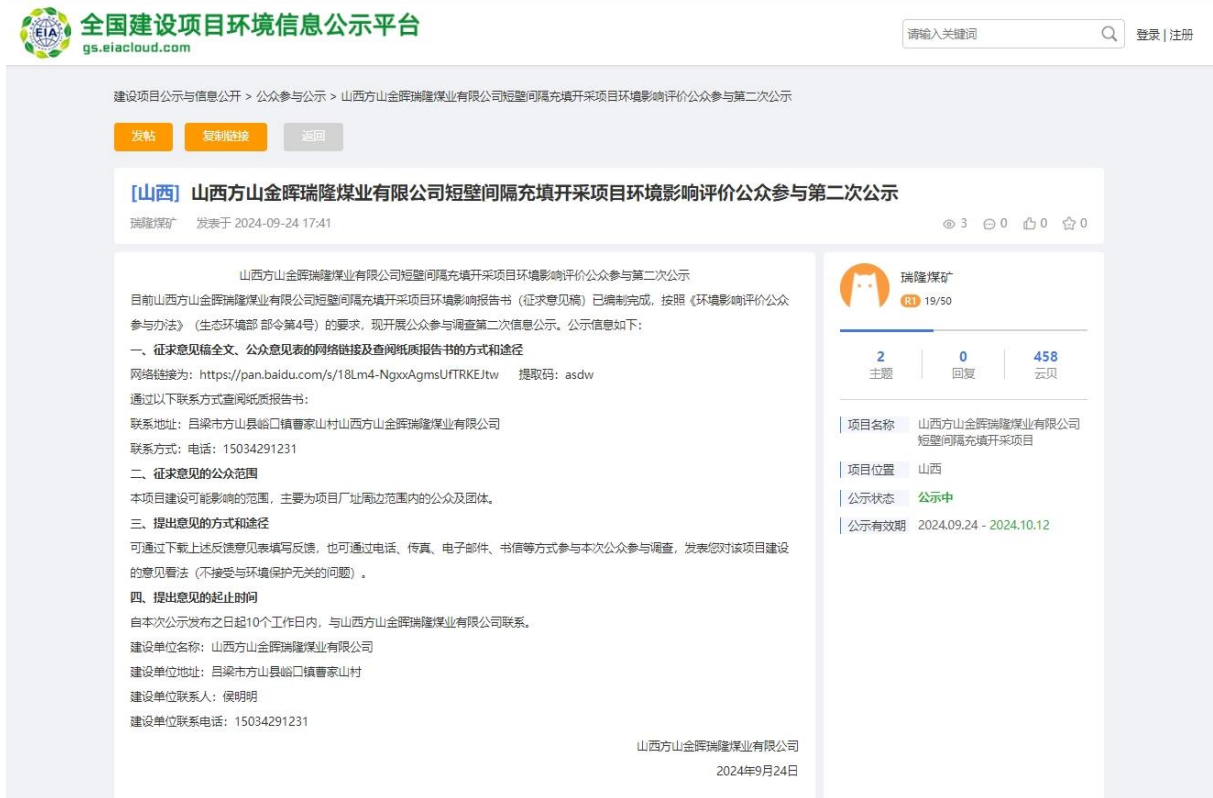 EIA
全国建设项目环境信息公示平台
gs.eiacloud.com
请输入关键词
登录 | 注册
建设项目公示与信息公开 > 公众参与公示 > 山西方山金晖瑞隆煤业有限公司短壁间隔充填开采项目环境影响评价公众参与第二次公示
发帖 复制链接 返回
[山西] 山西方山金晖瑞隆煤业有限公司短壁间隔充填开采项目环境影响评价公众参与第二次公示
瑞隆煤矿 发表于 2024-09-24 17:41
3 0 0 0
山西方山金晖瑞隆煤业有限公司短壁间隔充填开采项目环境影响评价公众参与第二次公示
目前山西方山金晖瑞隆煤业有限公司短壁间隔充填开采项目环境影响报告书（征求意见稿）已编制完成，按照《环境影响评价公众
参与办法》（生态环境部 部令第4号）的要求，现开展公众参与调查第二次信息公示。公示信息如下：
一、征求意见稿全文、公众意见表的网络链接及查阅纸质报告书的方式和途径
网络链接为：https://pan.baidu.com/s/18Lm4-NgxxAgmsUfTRKEJtw 提取码：asdw
通过以下联系方式查阅纸质报告书：
联系地址：吕梁市方山县峪口镇曹家山村山西方山金晖瑞隆煤业有限公司
联系方式：电话：15034291231
二、征求意见的公众范围
本项目建设可能影响的范围，主要为项目厂址周边范围内的公众及团体。
三、提出意见的方式和途径
可通过下载上述反馈意见表填写反馈，也可通过电话、传真、电子邮件、书信等方式参与本次公众参与调查，发表您对该项目建设
的意见看法（不接受与环境保护无关的问题）。
四、提出意见的起止时间
自本次公示发布之日起10个工作日内，与山西方山金晖瑞隆煤业有限公司联系。
建设单位名称：山西方山金晖瑞隆煤业有限公司
建设单位地址：吕梁市方山县峪口镇曹家山村
建设单位联系人：侯明明
建设单位联系电话：15034291231
山西方山金晖瑞隆煤业有限公司
2024年9月24日
瑞隆煤矿
R1 19/50
2 0 458
主题 回复 云贝
项目名称 山西方山金晖瑞隆煤业有限公司
短壁间隔充填开采项目
项目位置 山西
公示状态 公示中
公示有效期 2024.09.24 - 2024.10.12